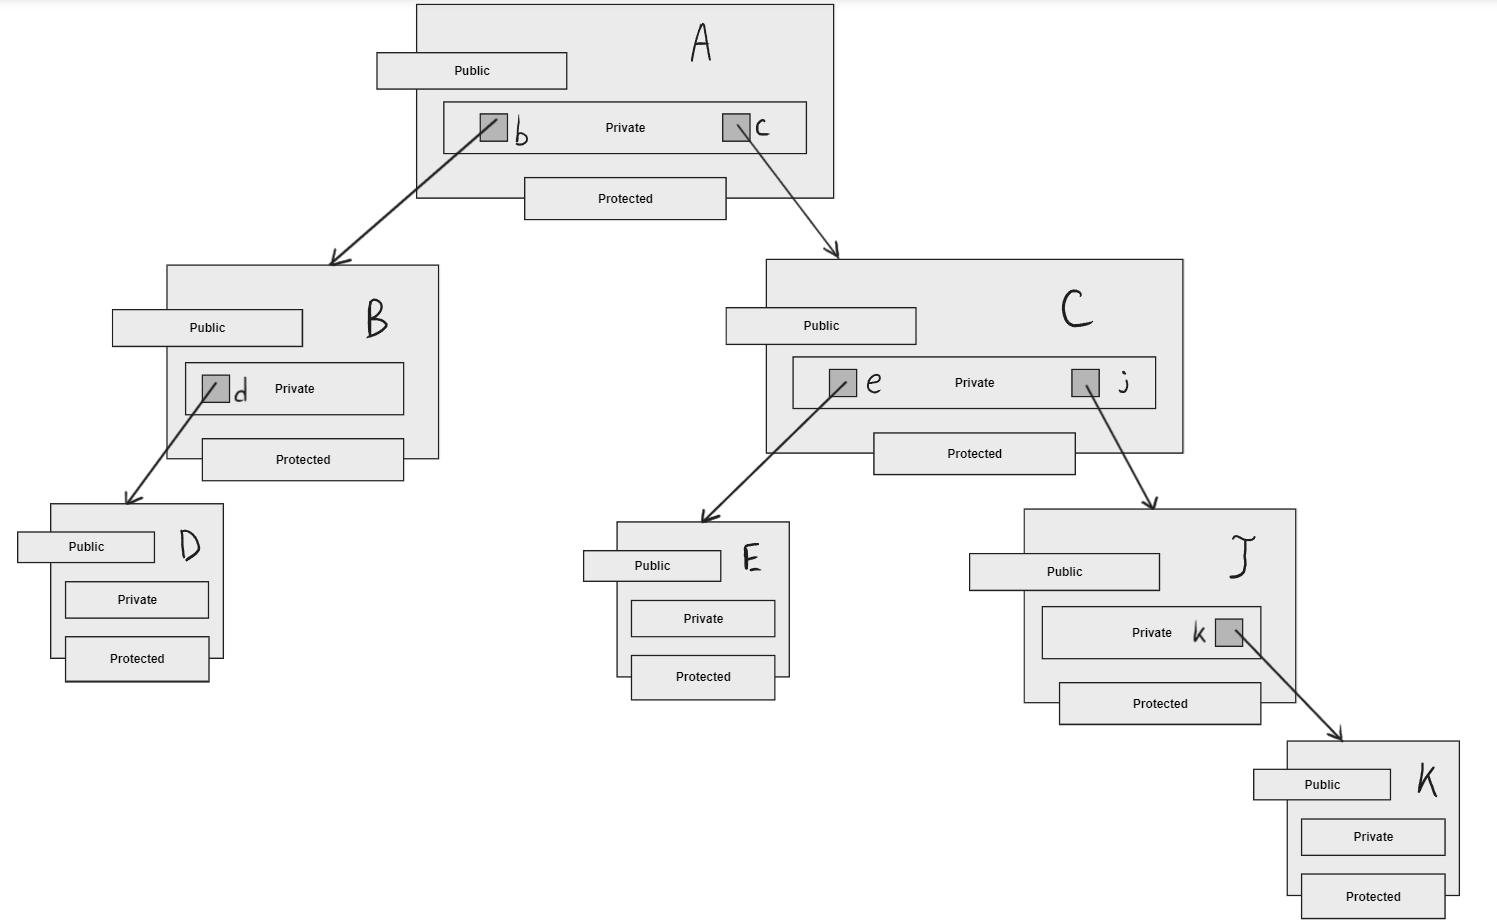 A
Public
b Private c
Protected
B
Public
d Private
Protected
C
Public
e Private j
Protected
D
Public
Private
Protected
E
Public
Private
Protected
J
Public
Private k
Protected
K
Public
Private
Protected